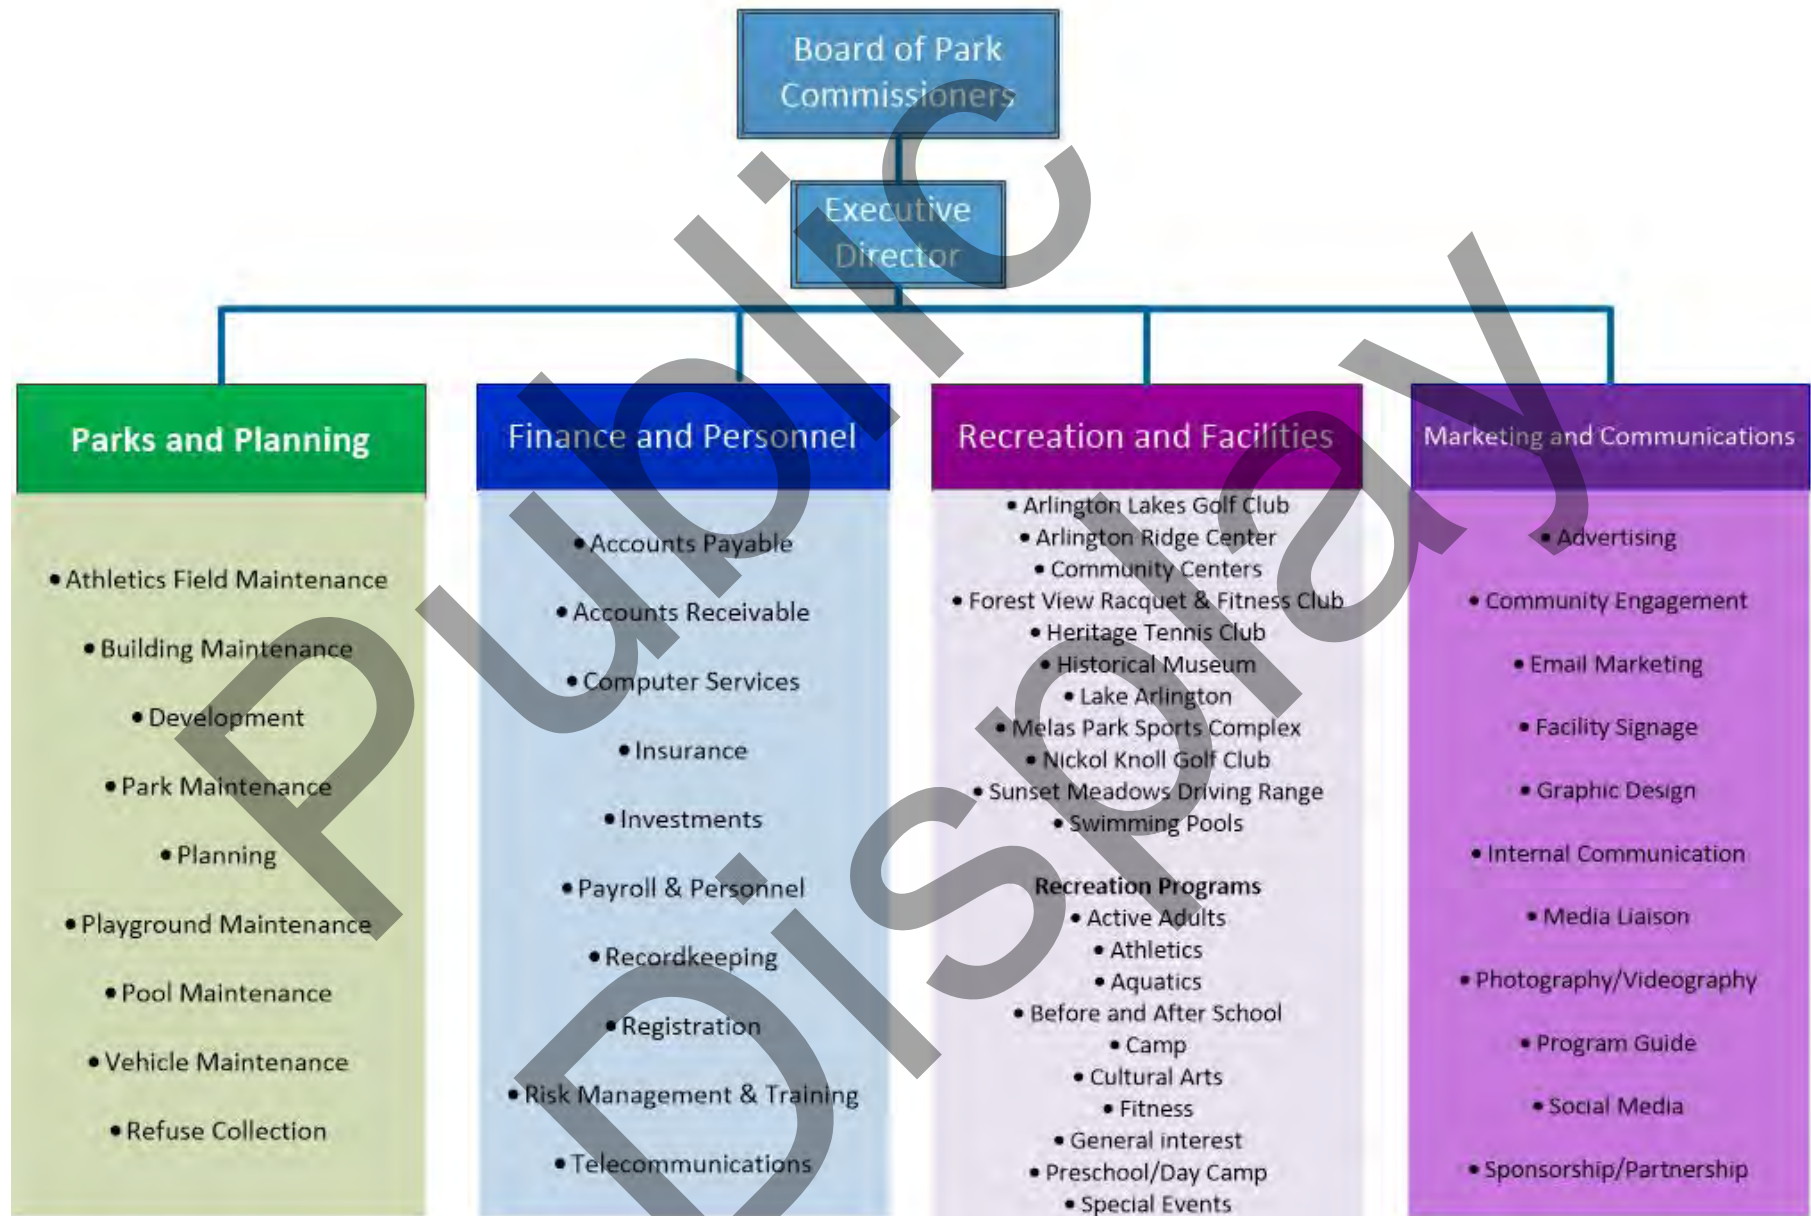 Board of Park
Commissioners
Executive
Director
Parks and Planning
• Athletics Field Maintenance
• Building Maintenance
• Development
• Park Maintenance
• Planning
• Playground Maintenance
• Pool Maintenance
• Vehicle Maintenance
• Refuse Collection
Finance and Personnel
• Accounts Payable
• Accounts Receivable
• Computer Services
• Insurance
• Investments
• Payroll & Personnel
• Recordkeeping
• Registration
• Risk Management & Training
• Telecommunications
Recreation and Facilities
• Arlington Lakes Golf Club
• Arlington Ridge Center
• Community Centers
• Forest View Racquet & Fitness Club
• Heritage Tennis Club
• Historical Museum
• Lake Arlington
• Melas Park Sports Complex
• Nickol Knoll Golf Club
• Sunset Meadows Driving Range
• Swimming Pools
Recreation Programs
• Active Adults
• Athletics
• Aquatics
• Before and After School
• Camp
• Cultural Arts
• Fitness
• General interest
• Preschool/Day Camp
• Special Events
Marketing and Communications
• Advertising
• Community Engagement
• Email Marketing
• Facility Signage
• Graphic Design
• Internal Communication
• Media Liaison
• Photography/Videography
• Program Guide
• Social Media
• Sponsorship/Partnership
Public
Display